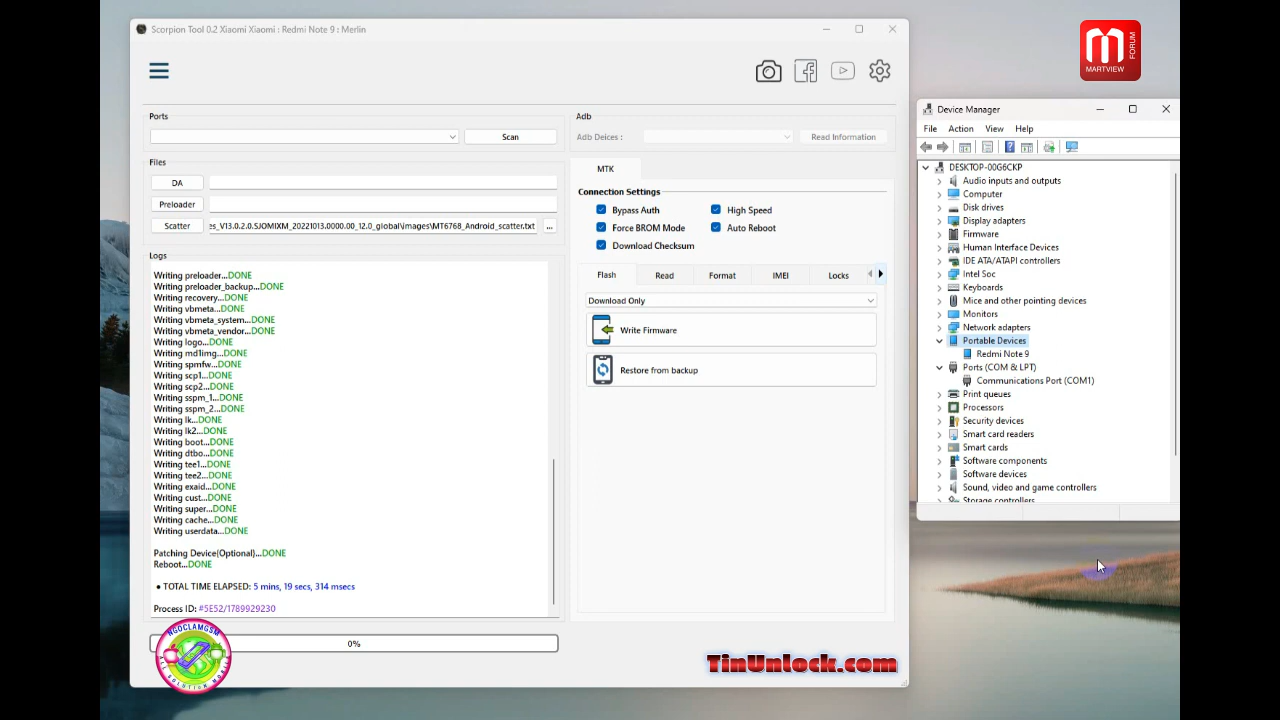 Scorpion Tool 0.2 Xiaomi Xiaomi : Redmi Note 9 : Merlin
Ports
Scan
Files
DA
Preloader
Scatter
es_V13.0.2.0.SJOMIXM_20221013.0000.00_12.0_global\images\MT6768_Android_scatter.txt
...
Logs
Writing preloader...DONE
Writing preloader_backup...DONE
Writing recovery...DONE
Writing vbmeta...DONE
Writing vbmeta_system...DONE
Writing vbmeta_vendor...DONE
Writing logo...DONE
Writing md1img...DONE
Writing spmfw...DONE
Writing scp1...DONE
Writing scp2...DONE
Writing sspm_1...DONE
Writing sspm_2...DONE
Writing lk...DONE
Writing lk2...DONE
Writing boot...DONE
Writing dtbo...DONE
Writing tee1...DONE
Writing tee2...DONE
Writing exaid...DONE
Writing cust...DONE
Writing super...DONE
Writing cache...DONE
Writing userdata...DONE
Patching Device(Optional)...DONE
Reboot...DONE
● TOTAL TIME ELAPSED: 5 mins, 19 secs, 314 msecs
Process ID: #5E52/1789929230
0%
NGOCLAMGSM
ALL SOLUTION MOBILE
Adb
Adb Deices :
Read Information
MTK
Connection Settings
Bypass Auth
High Speed
Force BROM Mode
Auto Reboot
Download Checksum
Flash
Read
Format
IMEI
Locks
Download Only
Write Firmware
Restore from backup
TinUnlock.com
MARTVIEW
FORUM
Device Manager
File
Action
View
Help
DESKTOP-00G6CKP
Audio inputs and outputs
Computer
Disk drives
Display adapters
Firmware
Human Interface Devices
IDE ATA/ATAPI controllers
Intel Soc
Keyboards
Mice and other pointing devices
Monitors
Network adapters
Portable Devices
Redmi Note 9
Ports (COM & LPT)
Communications Port (COM1)
Print queues
Processors
Security devices
Smart card readers
Smart cards
Software components
Software devices
Sound, video and game controllers
Storage controllers